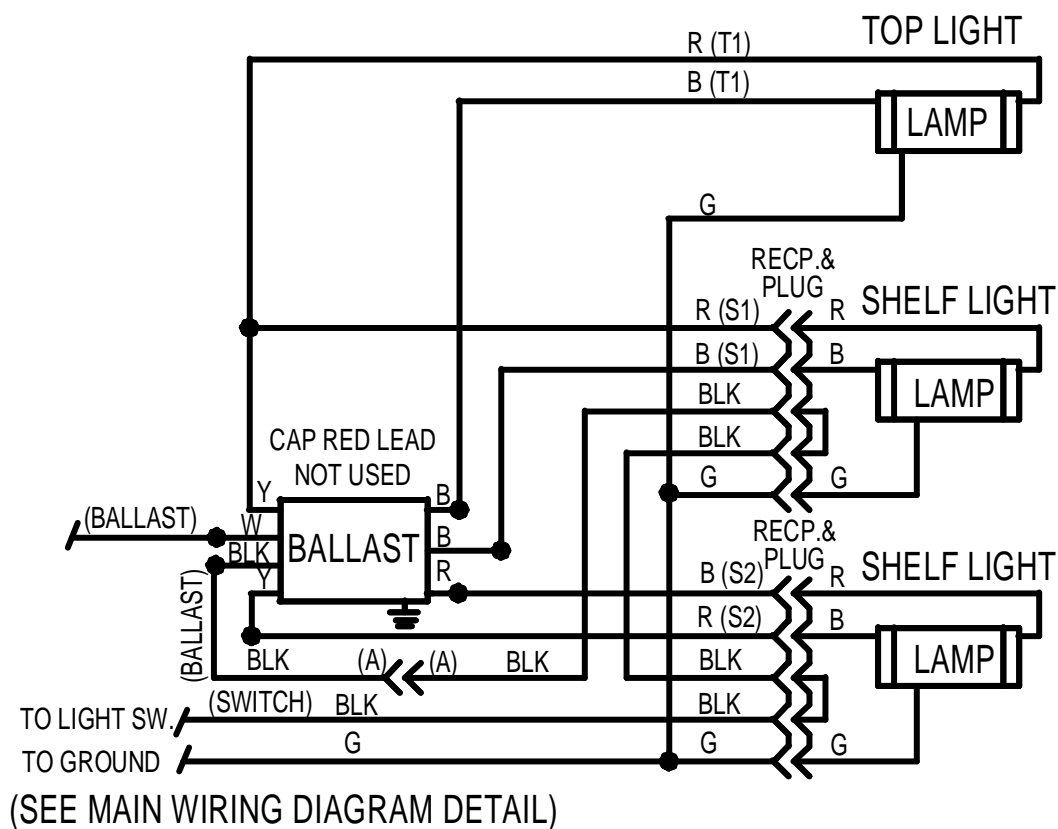 TOP LIGHT
R (T1)
B (T1)
LAMP
G
RECP.&
PLUG
SHELF LIGHT
R (S1)
R
B (S1)
B
LAMP
BLK
BLK
G
G
CAP RED LEAD
NOT USED
Y
B
(BALLAST)
W
BALLAST
B
BLK
Y
R
RECP.&
PLUG
SHELF LIGHT
B (S2)
R
R (S2)
B
LAMP
(BALLAST)
BLK
(A)
(A)
BLK
BLK
(SWITCH)
BLK
BLK
TO LIGHT SW.
G
G
G
TO GROUND
(SEE MAIN WIRING DIAGRAM DETAIL)